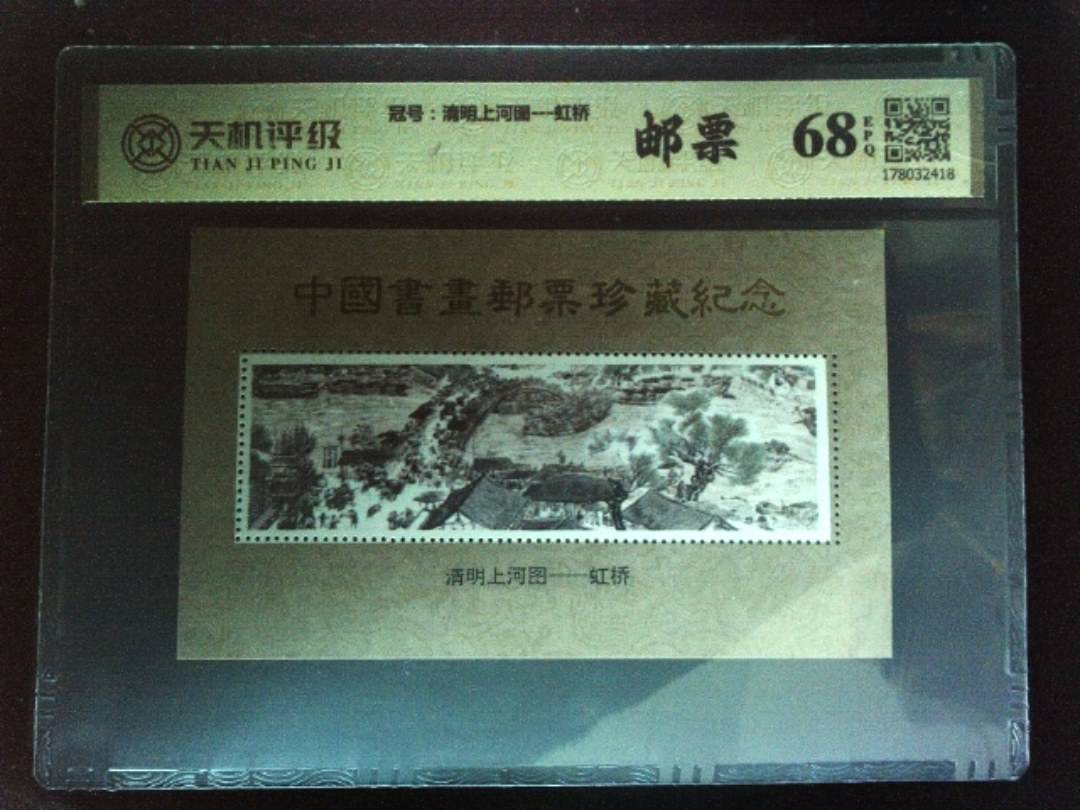 天机评级
TIAN JI PING JI
冠号：清明上河图---虹桥
邮票
68
EPQ
178032418
中國書畫郵票珍藏紀念
清明上河图——虹桥